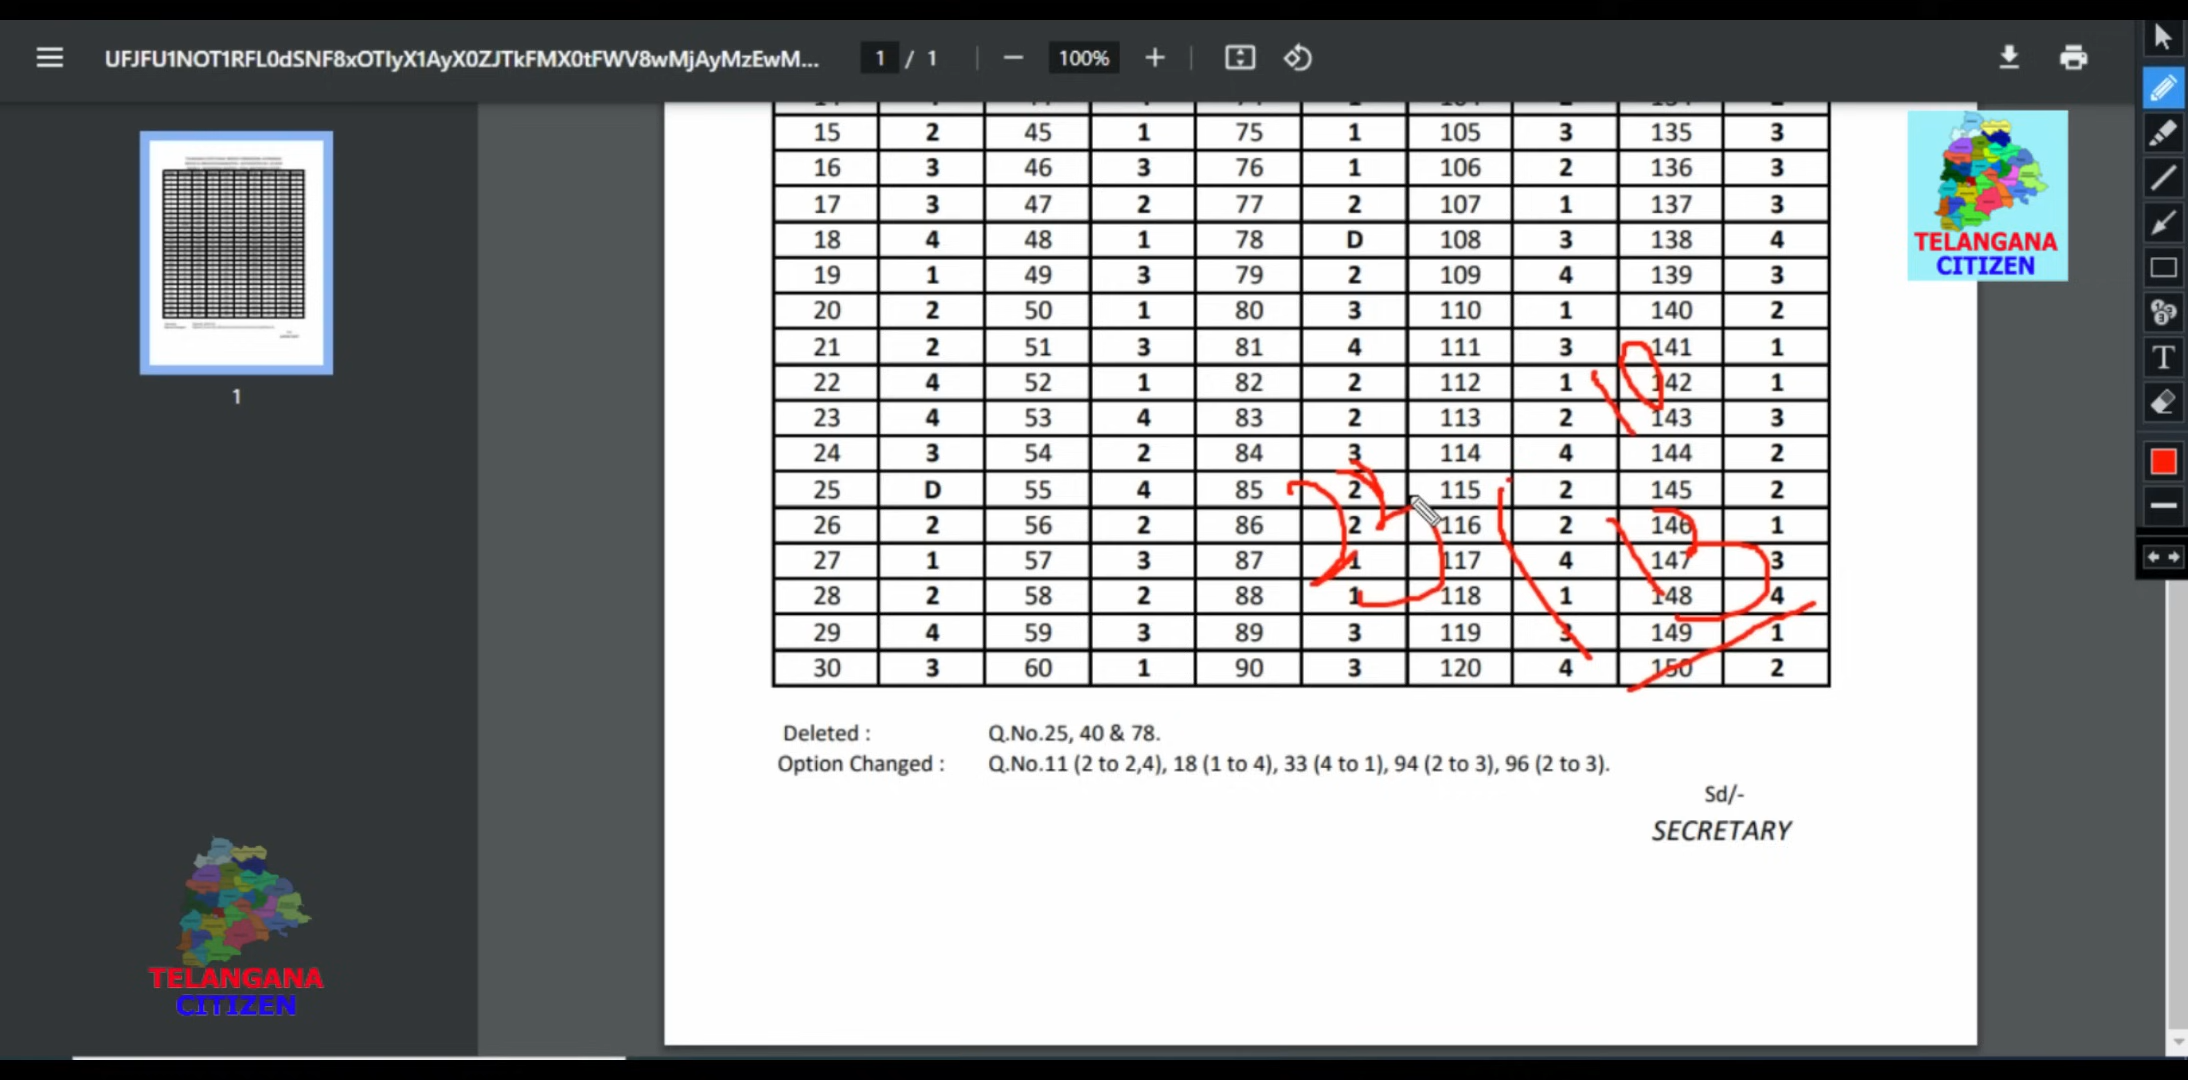 UFJFU1NOT1RFL0dSNF8xOTIyX1AyX0ZJTkFMX0tFWV8wMjAyMzEwM...
1 / 1
100%
15 2 45 1 75 1 105 3 135 3
16 3 46 3 76 1 106 2 136 3
17 3 47 2 77 2 107 1 137 3
18 4 48 1 78 D 108 3 138 4
19 1 49 3 79 2 109 4 139 3
20 2 50 1 80 3 110 1 140 2
21 2 51 3 81 4 111 3 141 1
22 4 52 1 82 2 112 1 142 1
23 4 53 4 83 2 113 2 143 3
24 3 54 2 84 3 114 4 144 2
25 D 55 4 85 2 115 2 145 2
26 2 56 2 86 2 116 2 146 1
27 1 57 3 87 1 117 4 147 3
28 2 58 2 88 1 118 1 148 4
29 4 59 3 89 3 119 3 149 1
30 3 60 1 90 3 120 4 150 2
Deleted : Q.No.25, 40 & 78.
Option Changed : Q.No.11 (2 to 2,4), 18 (1 to 4), 33 (4 to 1), 94 (2 to 3), 96 (2 to 3).
Sd/-
SECRETARY
1
TELANGANA
CITIZEN
TELANGANA
CITIZEN
T